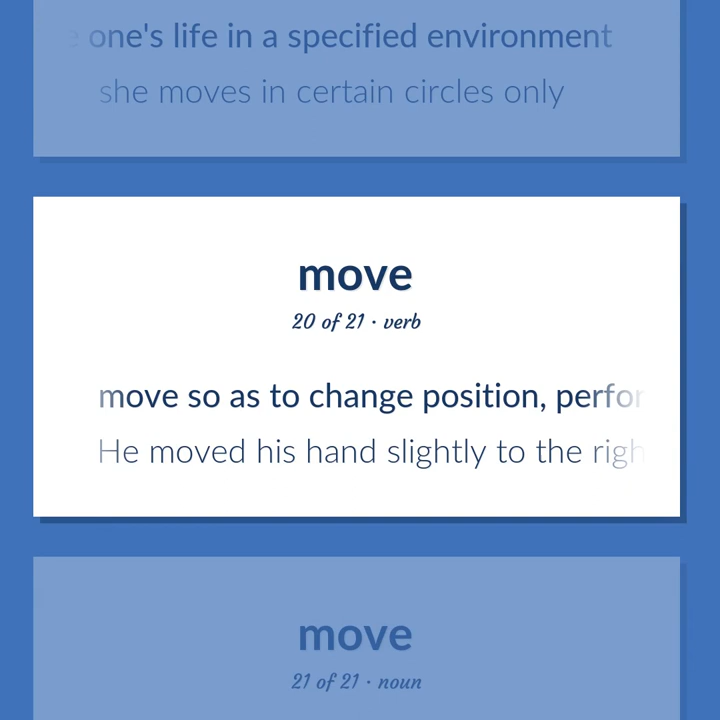 one's life in a specified environment
she moves in certain circles only
move
20 of 21 · verb
move so as to change position, perfor
He moved his hand slightly to the righ
move
21 of 21 · noun